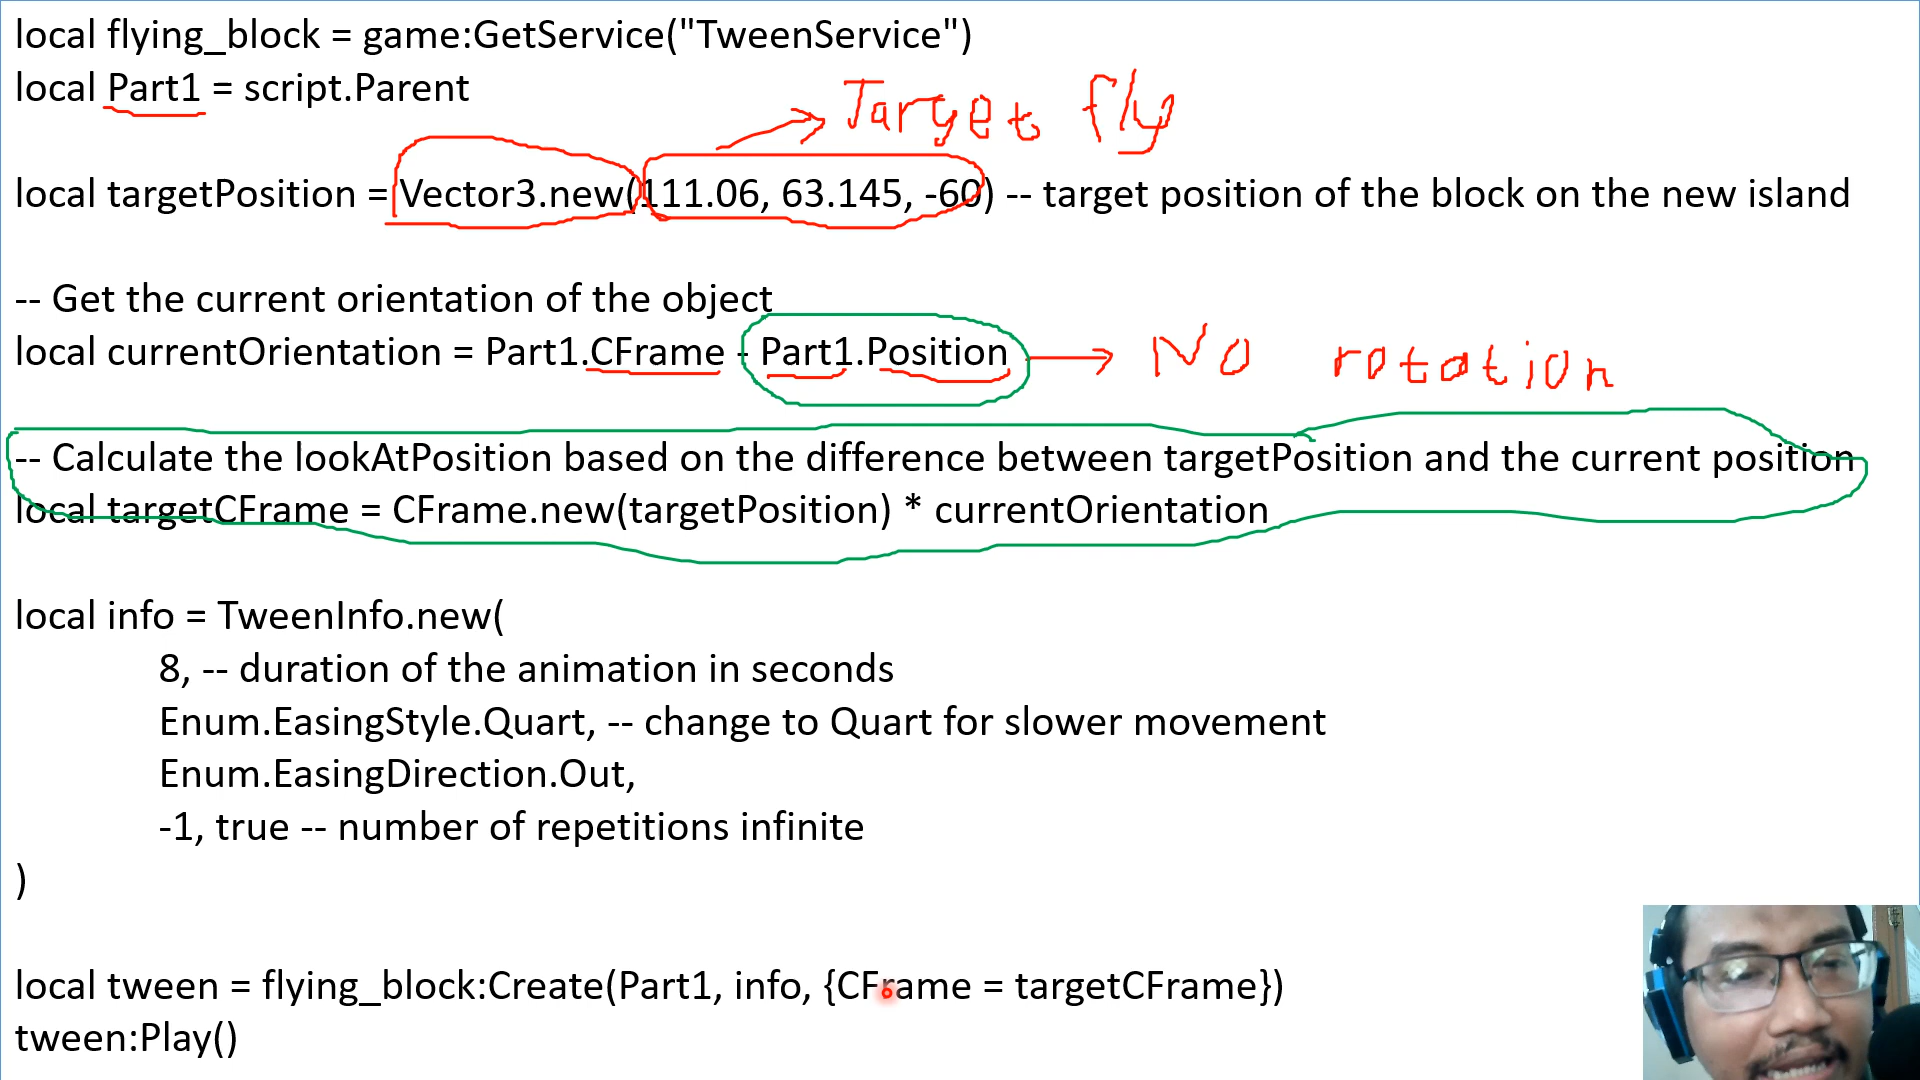 local flying_block = game:GetService("TweenService")
local Part1 = script.Parent
Target fly
local targetPosition = Vector3.new(111.06, 63.145, -60) -- target position of the block on the new island
-- Get the current orientation of the object
local currentOrientation = Part1.CFrame - Part1.Position
No rotation
-- Calculate the lookAtPosition based on the difference between targetPosition and the current position
local targetCFrame = CFrame.new(targetPosition) * currentOrientation
local info = TweenInfo.new(
8, -- duration of the animation in seconds
Enum.EasingStyle.Quart, -- change to Quart for slower movement
Enum.EasingDirection.Out,
-1, true -- number of repetitions infinite
)
local tween = flying_block:Create(Part1, info, {CFrame = targetCFrame})
tween:Play()